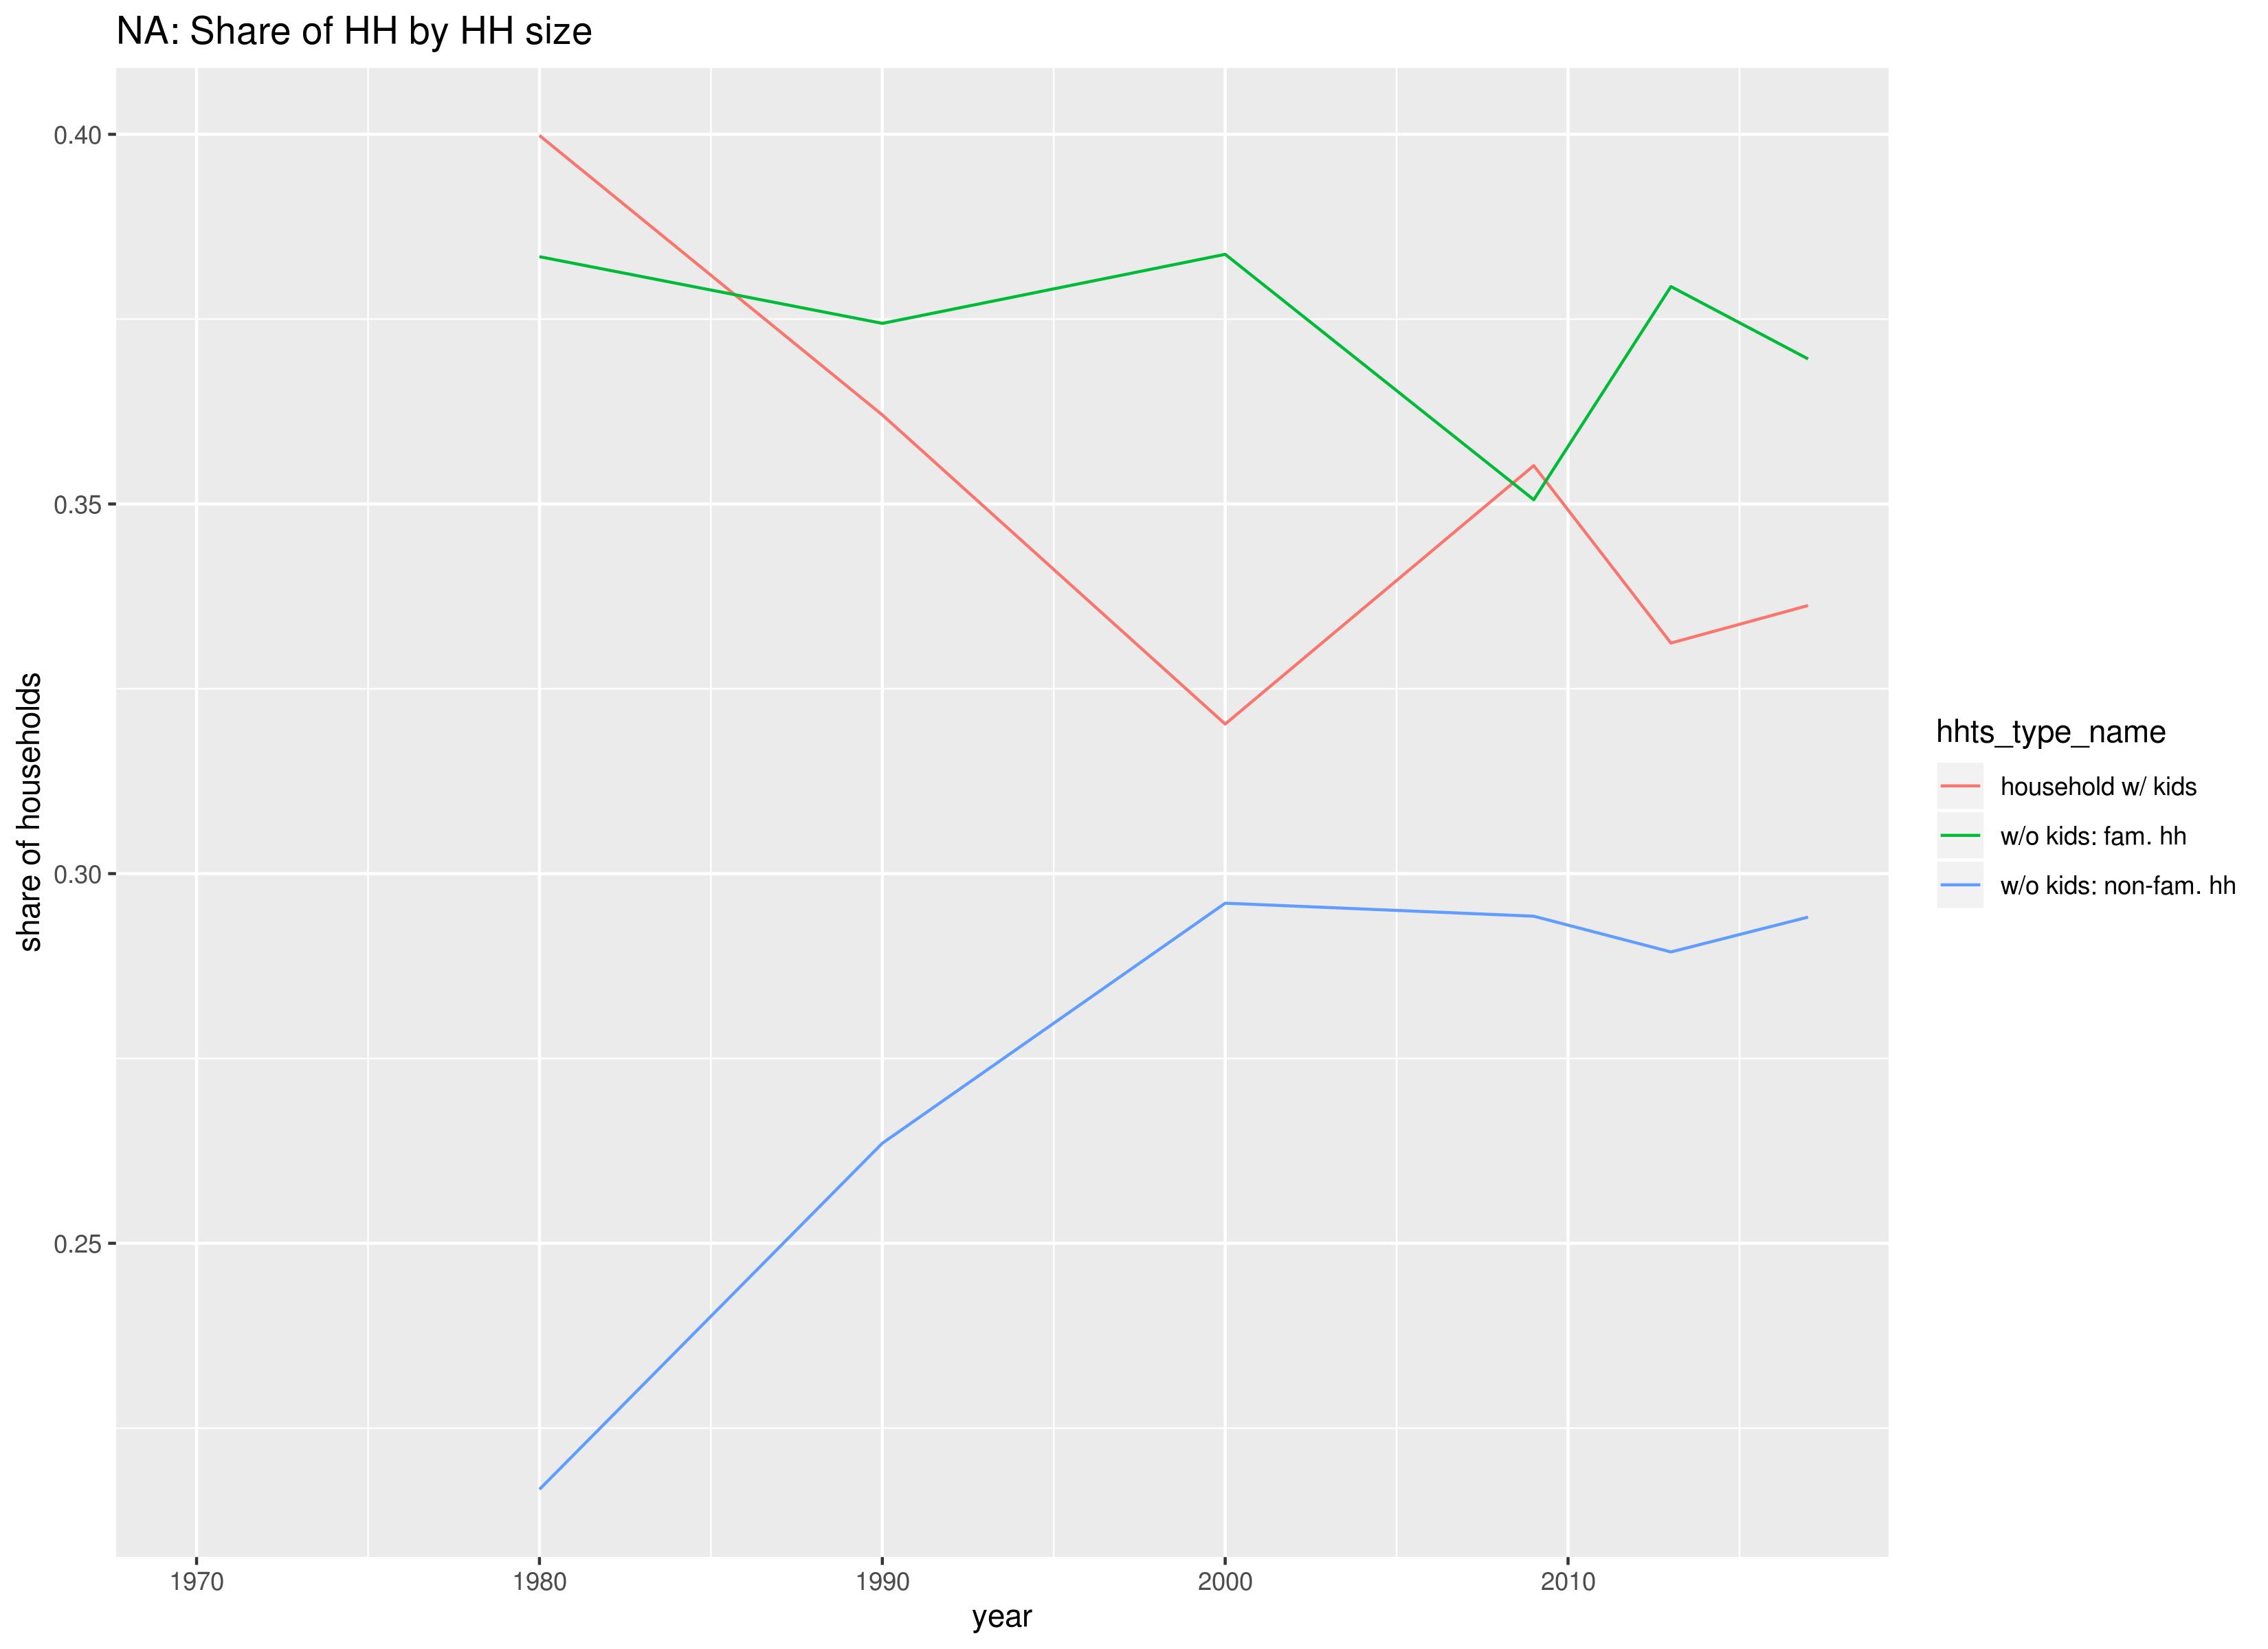 NA: Share of HH by HH size
0.40
0.35
0.30
0.25
share of households
1970 1980 1990 2000 2010
year
hhts_type_name
household w/ kids
w/o kids: fam. hh
w/o kids: non-fam. hh